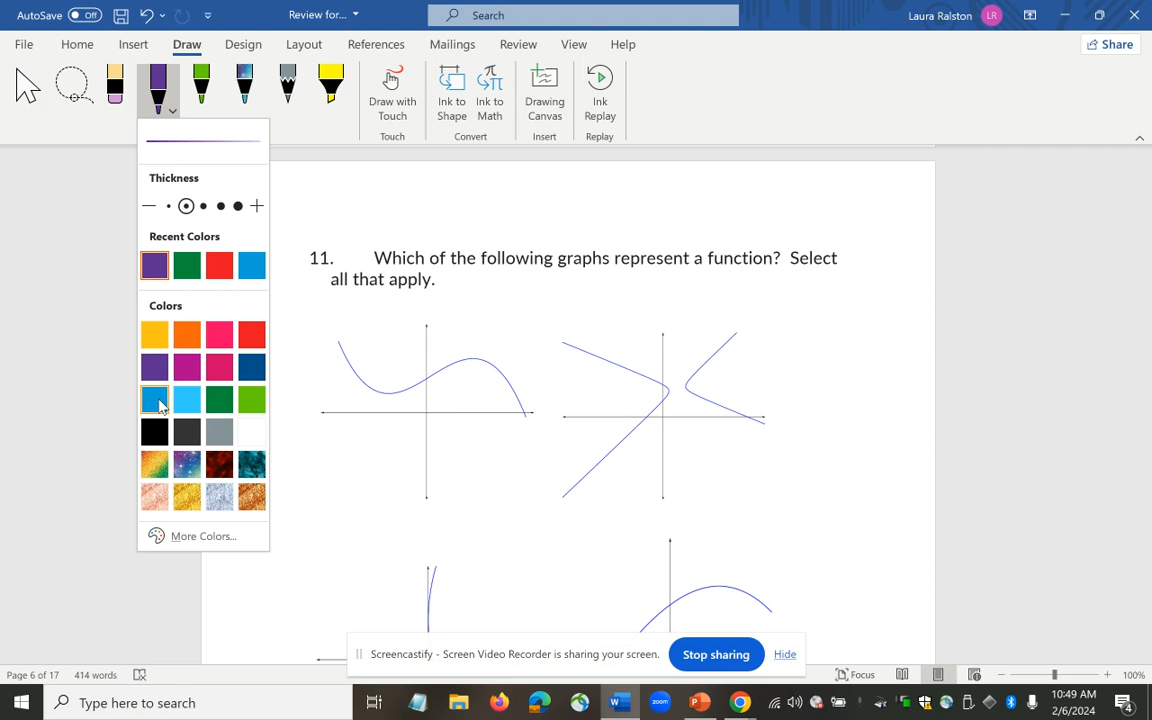 AutoSave Off Review for... Search Laura Ralston LR
File Home Insert Draw Design Layout References Mailings Review View Help Share
Draw with Touch Ink to Shape Ink to Math Drawing Canvas Ink Replay
Touch Convert Insert Replay
Thickness
Recent Colors
Colors
More Colors...
11. Which of the following graphs represent a function? Select
all that apply.
Screencastify - Screen Video Recorder is sharing your screen. Stop sharing Hide
Page 6 of 17 414 words Focus 100%
Type here to search zoom 10:49 AM
2/6/2024 4